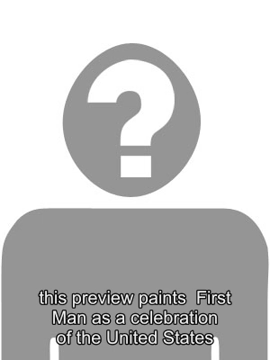 ?
this preview paints  First
Man as a celebration
of the United States